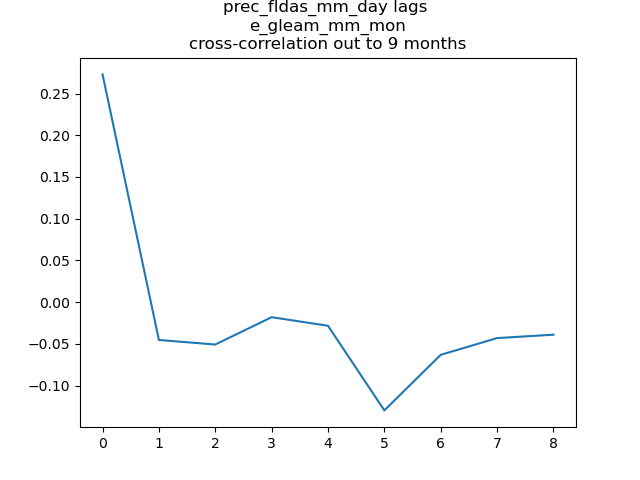 prec_fldas_mm_day lags
e_gleam_mm_mon
cross-correlation out to 9 months
0.25
0.20
0.15
0.10
0.05
0.00
−0.05
−0.10
0 1 2 3 4 5 6 7 8